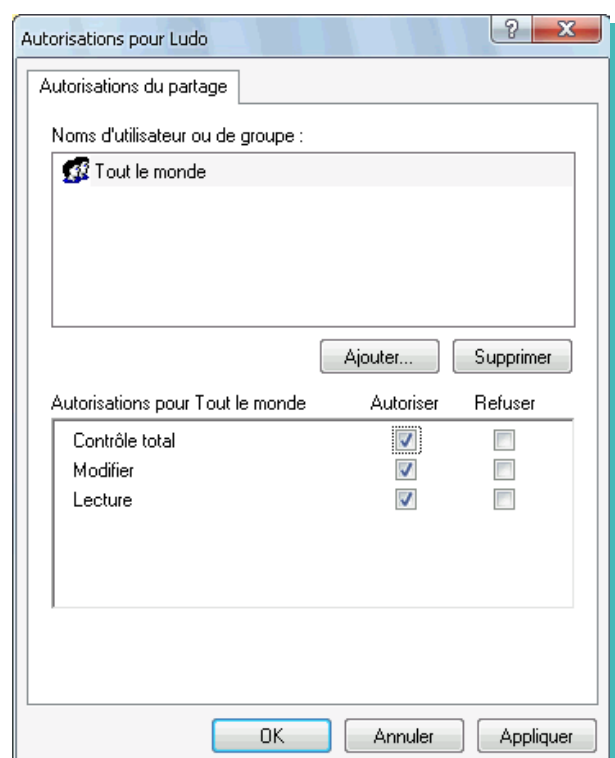 Autorisations pour Ludo
Autorisations du partage
Noms d'utilisateur ou de groupe :
Tout le monde
Ajouter... Supprimer
Autorisations pour Tout le monde Autoriser Refuser
Contrôle total
Modifier
Lecture
OK Annuler Appliquer